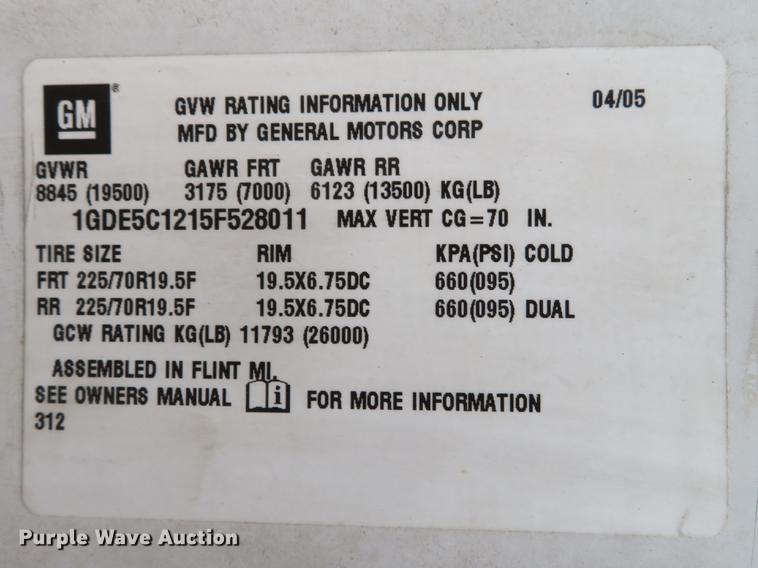 GM®
GVW RATING INFORMATION ONLY 04/05
MFD BY GENERAL MOTORS CORP
GVWR GAWR FRT GAWR RR
8845 (19500) 3175 (7000) 6123 (13500) KG(LB)
1GDE5C1215F528011 MAX VERT CG=70 IN.
TIRE SIZE RIM KPA(PSI) COLD
FRT 225/70R19.5F 19.5X6.75DC 660(095)
RR 225/70R19.5F 19.5X6.75DC 660(095) DUAL
GCW RATING KG(LB) 11793 (26000)
ASSEMBLED IN FLINT MI.
SEE OWNERS MANUAL i FOR MORE INFORMATION
312
Purple Wave Auction